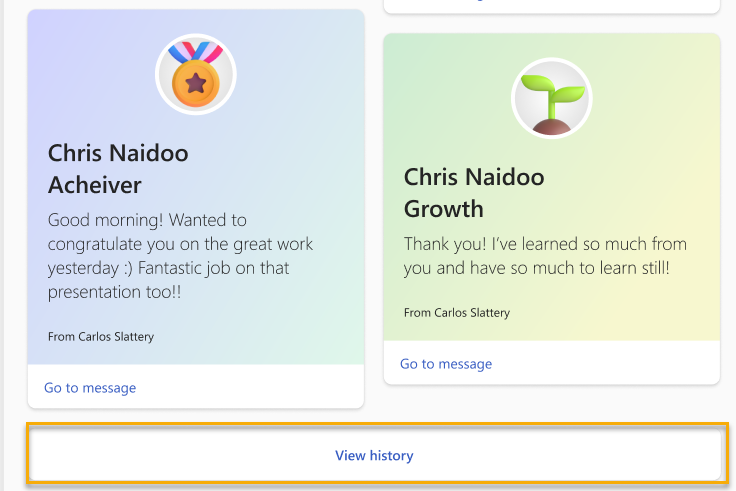 Chris Naidoo
Acheiver
Good morning! Wanted to
congratulate you on the great work
yesterday :) Fantastic job on that
presentation too!!
From Carlos Slattery
Go to message
Chris Naidoo
Growth
Thank you! I’ve learned so much from
you and have so much to learn still!
From Carlos Slattery
Go to message
View history